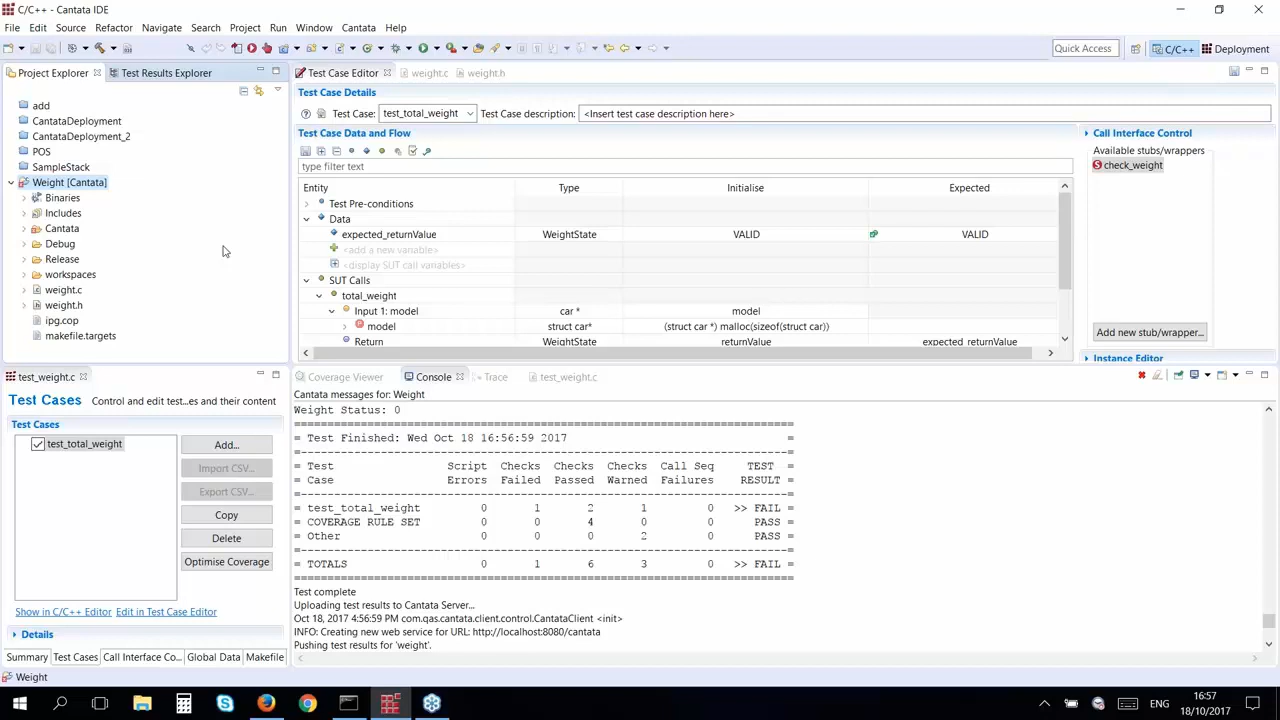 C/C++ - Cantata IDE
File Edit Source Refactor Navigate Search Project Run Window Cantata Help
Quick Access
C/C++
Deployment
Project Explorer
Test Results Explorer
add
CantataDeployment
CantataDeployment_2
POS
SampleStack
Weight [Cantata]
Binaries
Includes
Cantata
Debug
Release
workspaces
weight.c
weight.h
ipg.cop
makefile.targets
Test Case Editor
weight.c
weight.h
Test Case Details
Test Case: test_total_weight Test Case description: <Insert test case description here>
Test Case Data and Flow
type filter text
Entity Type Initialise Expected
Test Pre-conditions
Data
expected_returnValue WeightState VALID VALID
<add a new variable>
<display SUT call variables>
SUT Calls
total_weight
Input 1: model car * model
model struct car* (struct car *) malloc(sizeof(struct car))
Return WeightState returnValue expected_returnValue
Call Interface Control
Available stubs/wrappers
check_weight
Add new stub/wrapper...
Instance Editor
test_weight.c
Test Cases Control and edit test...es and their content
Test Cases
test_total_weight
Add...
Import CSV...
Export CSV...
Copy
Delete
Optimise Coverage
Show in C/C++ Editor Edit in Test Case Editor
Details
Summary Test Cases Call Interface Co... Global Data Makefile
Coverage Viewer
Console
Trace
test_weight.c
Cantata messages for: Weight
Weight Status: 0
================================================================================
= Test Finished: Wed Oct 18 16:56:59 2017 =
=------------------------------------------------------------------------------=
= Test Script Checks Checks Checks Call Seq TEST =
= Case Errors Failed Passed Warned Failures RESULT =
=------------------------------------------------------------------------------=
= test_total_weight 0 1 2 1 0 >> FAIL =
= COVERAGE RULE SET 0 0 4 0 0 PASS =
= Other 0 0 0 2 0 PASS =
=------------------------------------------------------------------------------=
= TOTALS 0 1 6 3 0 >> FAIL =
================================================================================
Test complete
Uploading test results to Cantata Server...
Oct 18, 2017 4:56:59 PM com.qas.cantata.client.control.CantataClient <init>
INFO: Creating new web service for URL: http://localhost:8080/cantata
Pushing test results for 'weight'.
Weight
ENG
16:57
18/10/2017